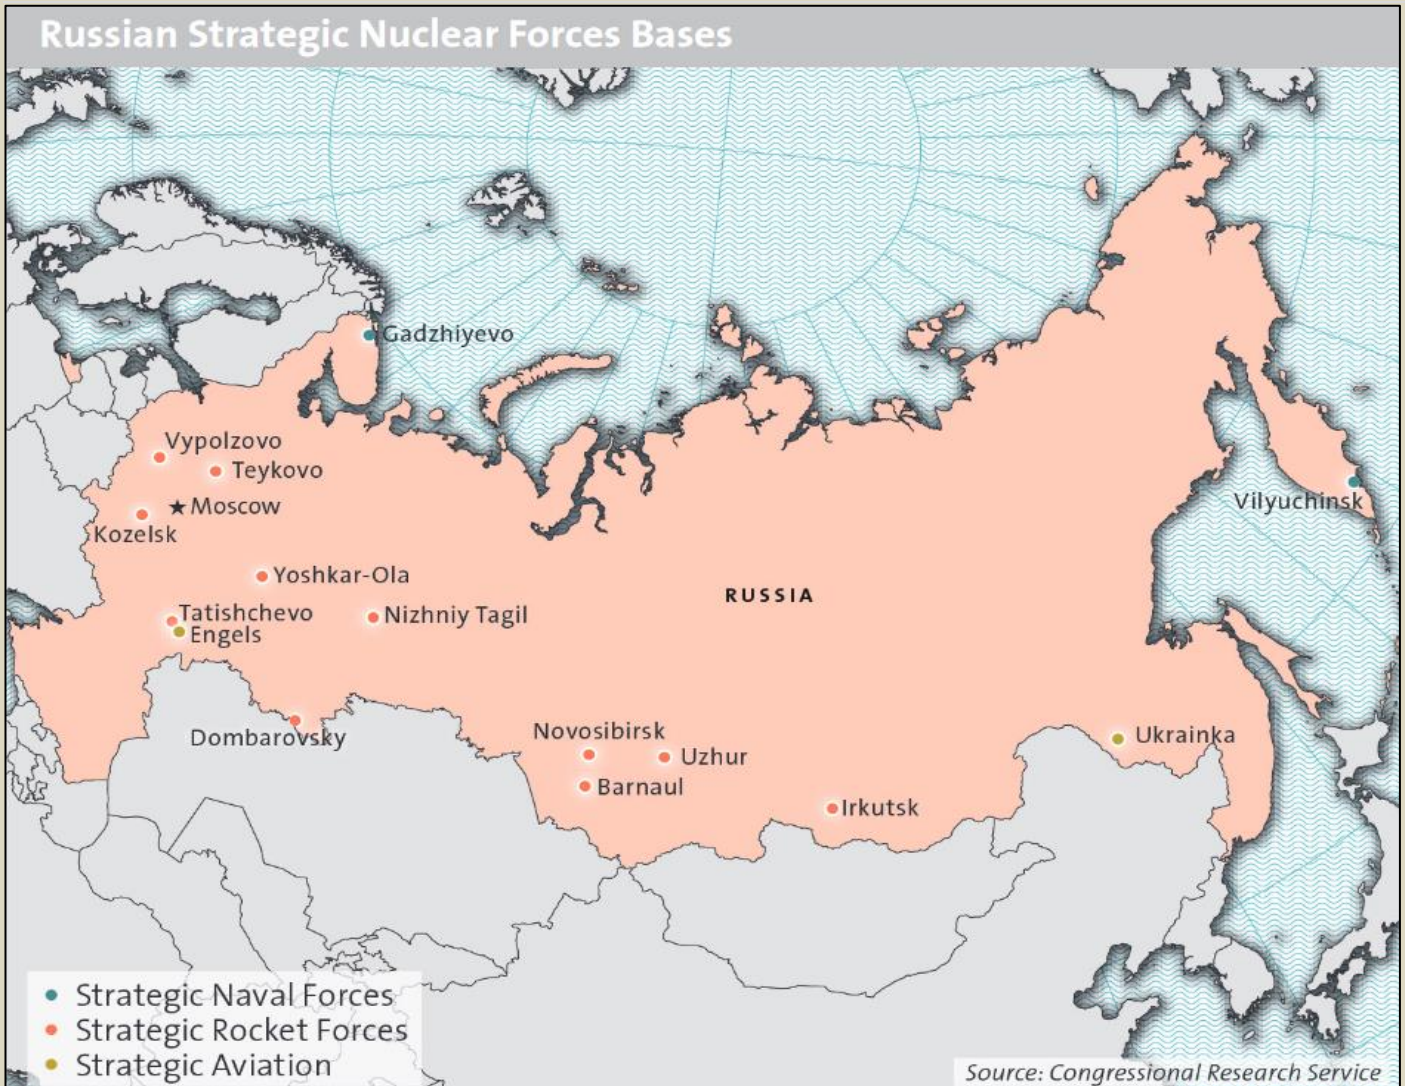 Russian Strategic Nuclear Forces Bases
Gadzhiyevo
Vypolzovo
Teykovo
Moscow
Vilyuchinsk
Kozelsk
Yoshkar-Ola
RUSSIA
Tatishchevo
Nizhniy Tagil
Engels
Dombarovsky
Novosibirsk
Ukrainka
Uzhur
Barnaul
Irkutsk
Strategic Naval Forces
Strategic Rocket Forces
Strategic Aviation
Source: Congressional Research Service